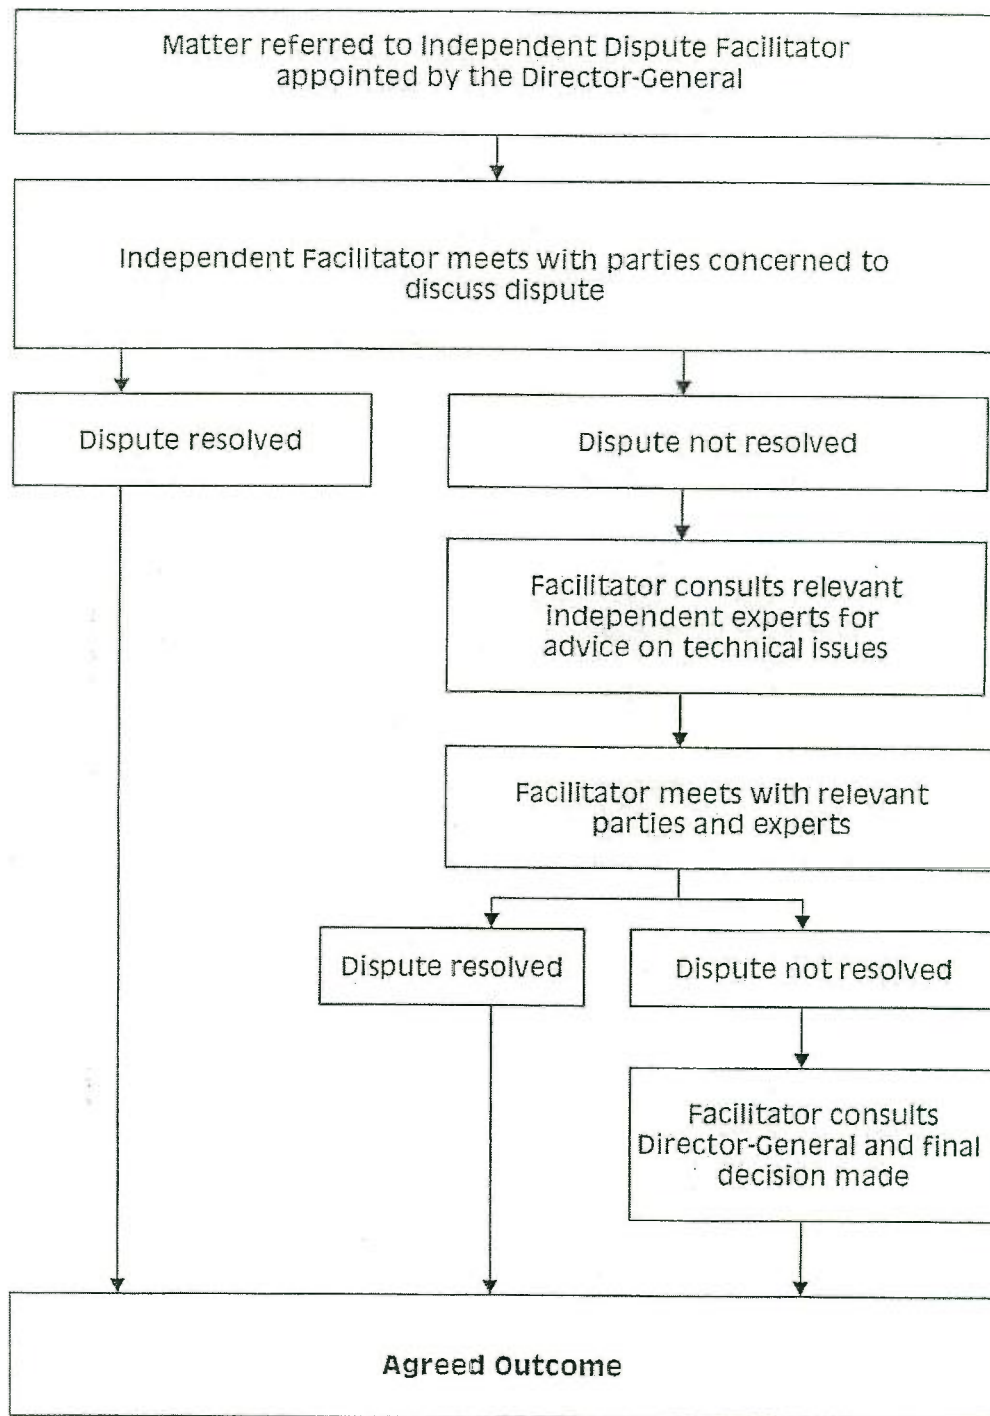 Matter referred to Independent Dispute Facilitator
appointed by the Director-General
Independent Facilitator meets with parties concerned to
discuss dispute
Dispute resolved
Dispute not resolved
Facilitator consults relevant
independent experts for
advice on technical issues
Facilitator meets with relevant
parties and experts
Dispute resolved
Dispute not resolved
Facilitator consults
Director-General and final
decision made
Agreed Outcome